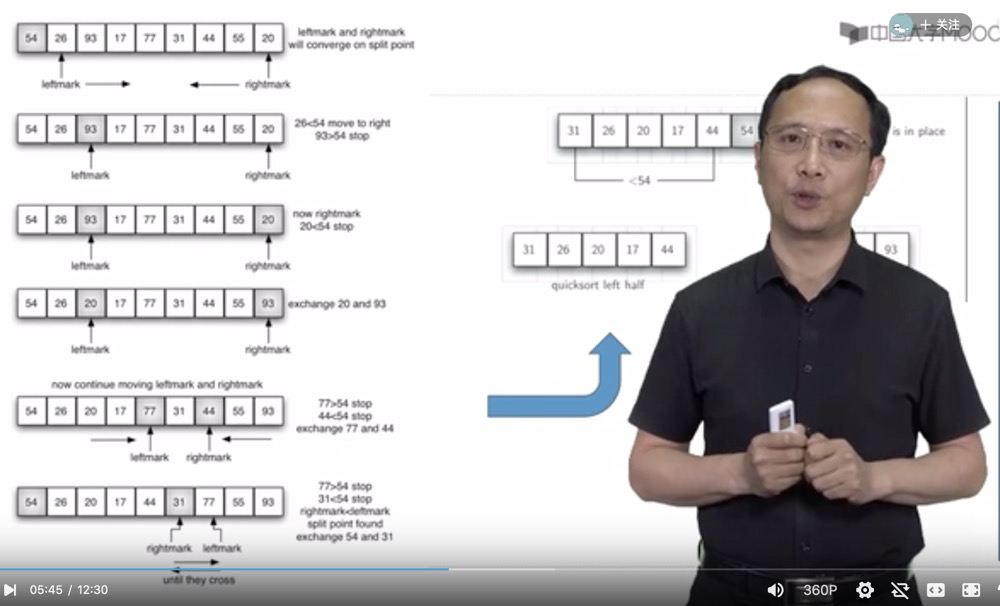 54 26 93 17 77 31 44 55 20
leftmark and rightmark
will converge on split point
leftmark rightmark
54 26 93 17 77 31 44 55 20
26<54 move to right
93>54 stop
leftmark rightmark
54 26 93 17 77 31 44 55 20
now rightmark
20<54 stop
leftmark rightmark
54 26 20 17 77 31 44 55 93
exchange 20 and 93
leftmark rightmark
now continue moving leftmark and rightmark
54 26 20 17 77 31 44 55 93
77>54 stop
44<54 stop
exchange 77 and 44
leftmark rightmark
54 26 20 17 44 31 77 55 93
77>54 stop
31<54 stop
rightmark<leftmark
split point found
exchange 54 and 31
rightmark leftmark
until they cross
中国大学MOOC
+ 关注
31 26 20 17 44 54
is in place
<54
31 26 20 17 44
93
quicksort left half
05:45 / 12:30
360P